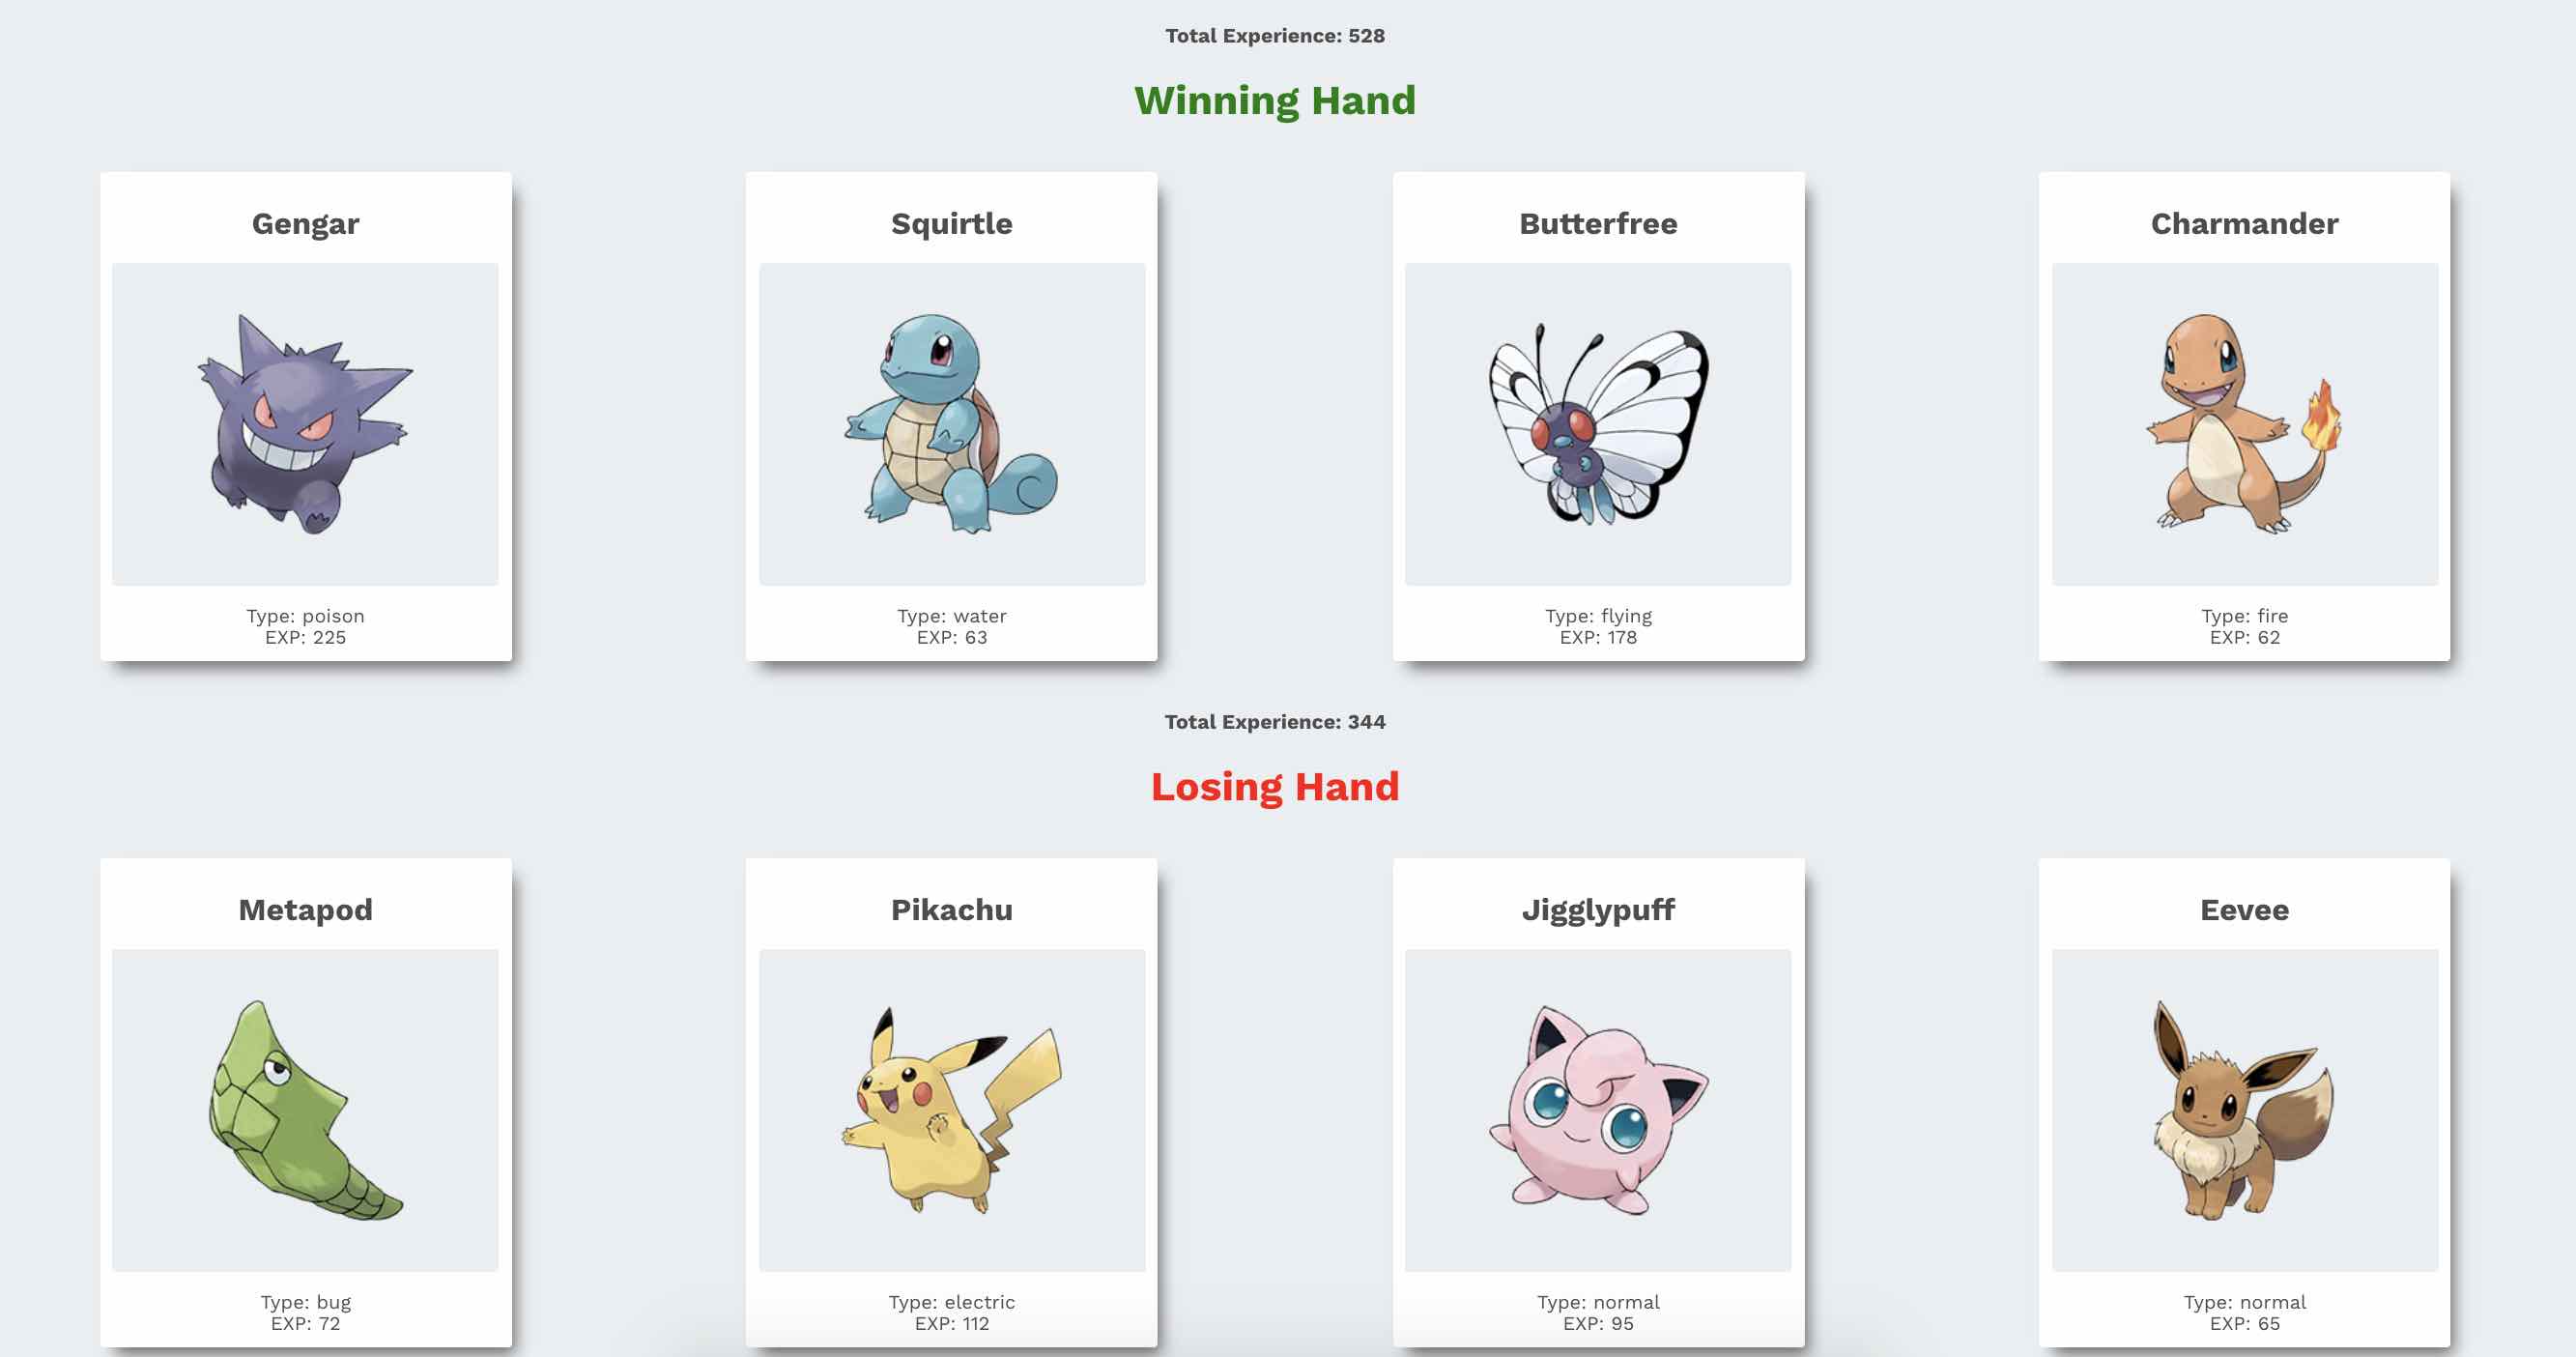 Total Experience: 528
Winning Hand
Gengar
Type: poison
EXP: 225
Squirtle
Type: water
EXP: 63
Butterfree
Type: flying
EXP: 178
Charmander
Type: fire
EXP: 62
Total Experience: 344
Losing Hand
Metapod
Type: bug
EXP: 72
Pikachu
Type: electric
EXP: 112
Jigglypuff
Type: normal
EXP: 95
Eevee
Type: normal
EXP: 65